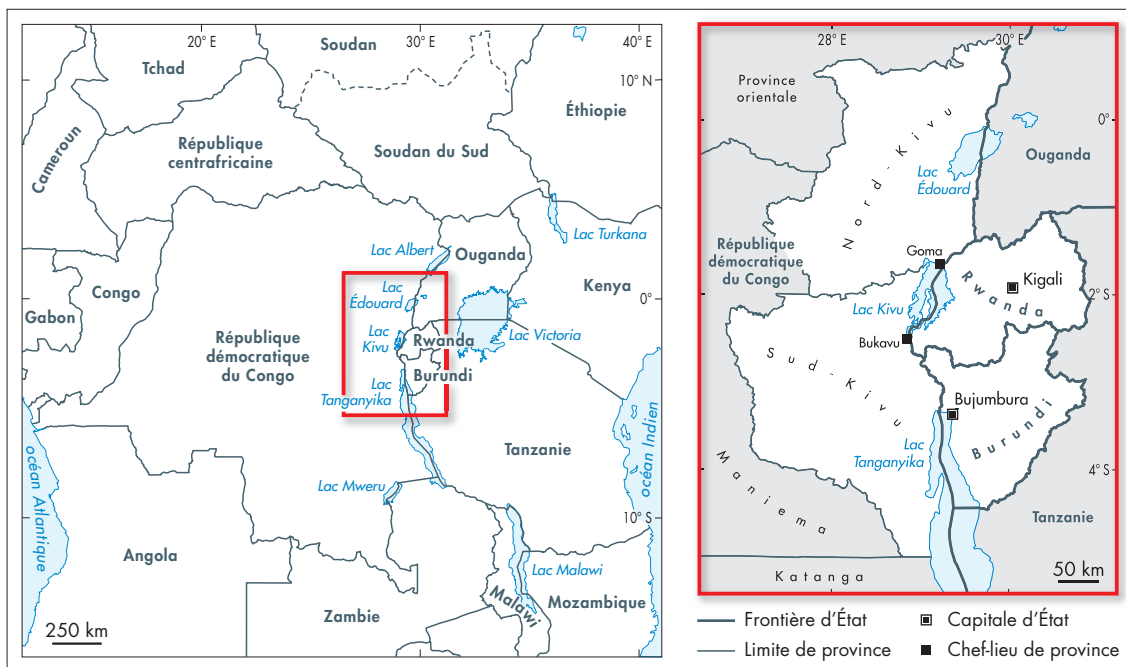 20° E
30° E
40° E
Soudan
Tchad
10° N
Éthiopie
Cameroun
République
centrafricaine
Soudan du Sud
Lac Turkana
Lac Albert
Ouganda
Congo
Lac
Édouard
Kenya
0°
Gabon
Lac
Kivu
Rwanda
Lac Victoria
République
démocratique
du Congo
Burundi
Lac
Tanganyika
Tanzanie
océan Indien
océan Atlantique
Lac Mweru
10° S
Angola
Lac Malawi
Malawi
Mozambique
Zambie
250 km
28° E
30° E
Province
orientale
0°
Ouganda
Lac
Édouard
Nord-Kivu
République
démocratique
du Congo
Goma
Rwanda
Kigali
2° S
Lac Kivu
Bukavu
Sud-Kivu
Bujumbura
Burundi
Lac
Tanganyika
4° S
Maniema
Tanzanie
Katanga
50 km
Frontière d'État
Capitale d'État
Limite de province
Chef-lieu de province